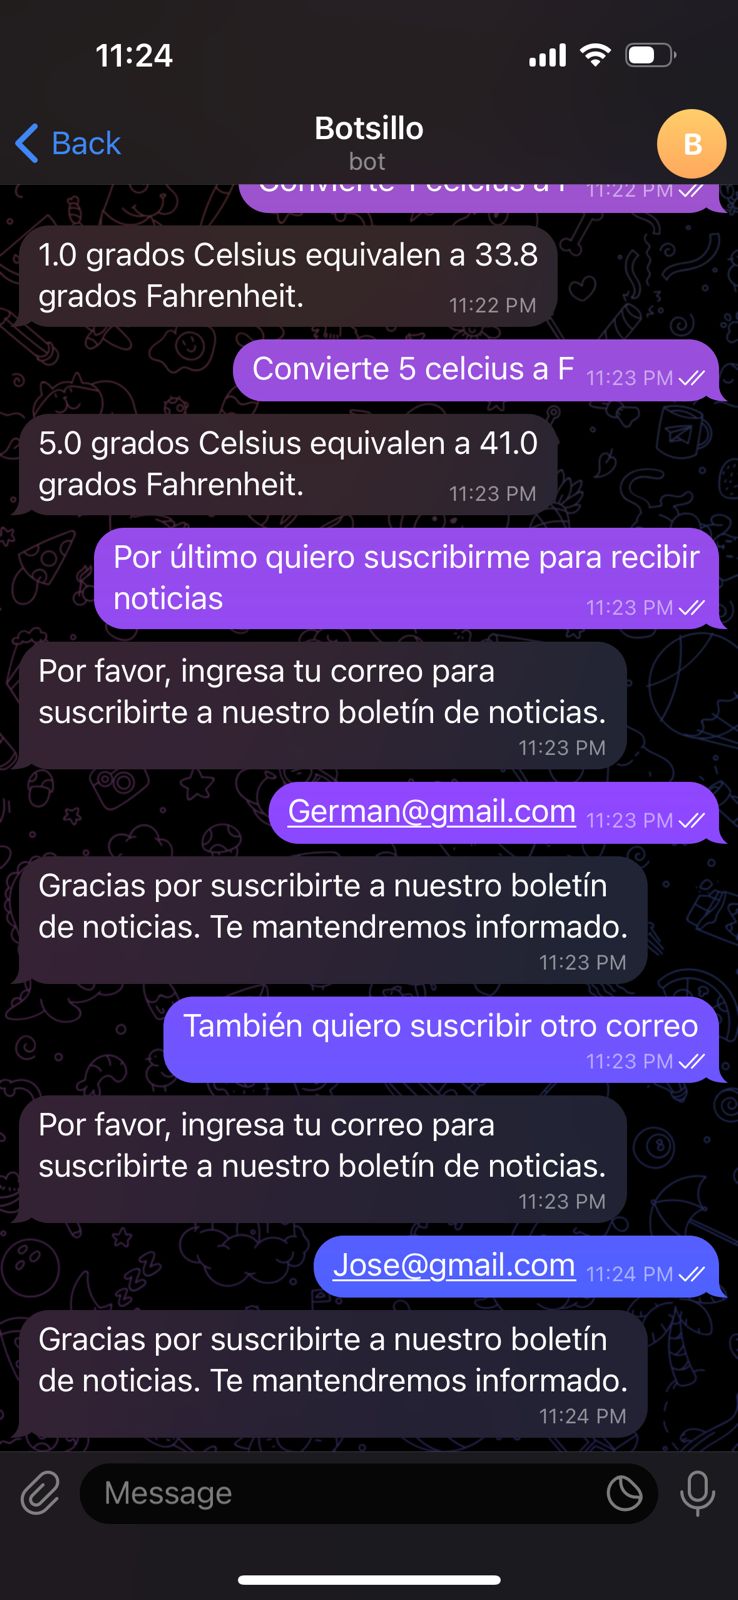 11:24
Back
Botsillo
bot
B
Convierte 1 celcius a F 11:22 PM
1.0 grados Celsius equivalen a 33.8
grados Fahrenheit.
11:22 PM
Convierte 5 celcius a F 11:23 PM
5.0 grados Celsius equivalen a 41.0
grados Fahrenheit.
11:23 PM
Por último quiero suscribirme para recibir
noticias
11:23 PM
Por favor, ingresa tu correo para
suscribirte a nuestro boletín de noticias.
11:23 PM
German@gmail.com 11:23 PM
Gracias por suscribirte a nuestro boletín
de noticias. Te mantendremos informado.
11:23 PM
También quiero suscribir otro correo
11:23 PM
Por favor, ingresa tu correo para
suscribirte a nuestro boletín de noticias.
11:23 PM
Jose@gmail.com 11:24 PM
Gracias por suscribirte a nuestro boletín
de noticias. Te mantendremos informado.
11:24 PM
Message